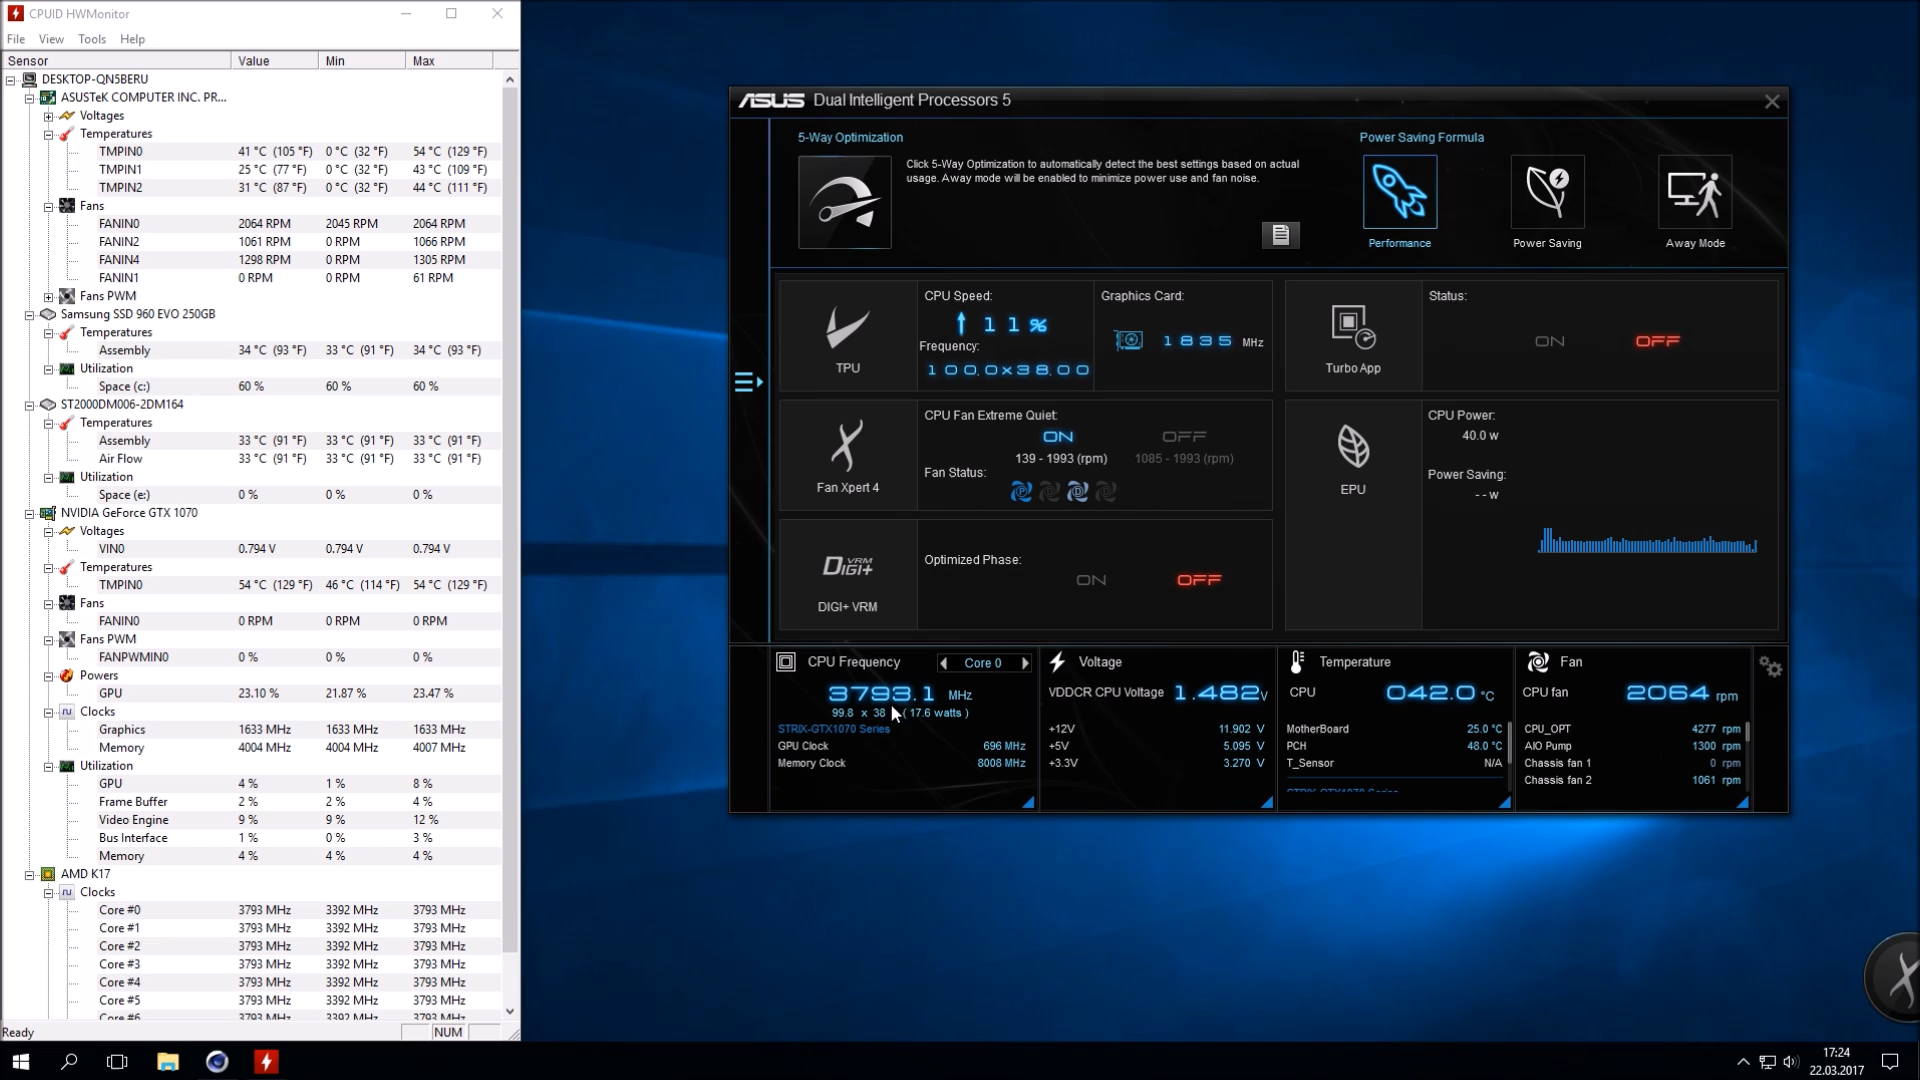 CPUID HWMonitor
File View Tools Help
Sensor Value Min Max
DESKTOP-QN5BERU
ASUSTeK COMPUTER INC. PR...
Voltages
Temperatures
TMPIN0 41 °C (105 °F) 0 °C (32 °F) 54 °C (129 °F)
TMPIN1 25 °C (77 °F) 0 °C (32 °F) 43 °C (109 °F)
TMPIN2 31 °C (87 °F) 0 °C (32 °F) 44 °C (111 °F)
Fans
FANIN0 2064 RPM 2045 RPM 2064 RPM
FANIN2 1061 RPM 0 RPM 1066 RPM
FANIN4 1298 RPM 0 RPM 1305 RPM
FANIN1 0 RPM 0 RPM 61 RPM
Fans PWM
Samsung SSD 960 EVO 250GB
Temperatures
Assembly 34 °C (93 °F) 33 °C (91 °F) 34 °C (93 °F)
Utilization
Space (c:) 60 % 60 % 60 %
ST2000DM006-2DM164
Temperatures
Assembly 33 °C (91 °F) 33 °C (91 °F) 33 °C (91 °F)
Air Flow 33 °C (91 °F) 33 °C (91 °F) 33 °C (91 °F)
Utilization
Space (e:) 0 % 0 % 0 %
NVIDIA GeForce GTX 1070
Voltages
VIN0 0.794 V 0.794 V 0.794 V
Temperatures
TMPIN0 54 °C (129 °F) 46 °C (114 °F) 54 °C (129 °F)
Fans
FANIN0 0 RPM 0 RPM 0 RPM
Fans PWM
FANPWMIN0 0 % 0 % 0 %
Powers
GPU 23.10 % 21.87 % 23.47 %
Clocks
Graphics 1633 MHz 1633 MHz 1633 MHz
Memory 4004 MHz 4004 MHz 4007 MHz
Utilization
GPU 4 % 1 % 8 %
Frame Buffer 2 % 2 % 4 %
Video Engine 9 % 9 % 12 %
Bus Interface 1 % 0 % 3 %
Memory 4 % 4 % 4 %
AMD K17
Clocks
Core #0 3793 MHz 3392 MHz 3793 MHz
Core #1 3793 MHz 3392 MHz 3793 MHz
Core #2 3793 MHz 3392 MHz 3793 MHz
Core #3 3793 MHz 3392 MHz 3793 MHz
Core #4 3793 MHz 3392 MHz 3793 MHz
Core #5 3793 MHz 3392 MHz 3793 MHz
Core #6 3793 MHz 3392 MHz 3793 MHz
Ready NUM
ASUS Dual Intelligent Processors 5
5-Way Optimization
Click 5-Way Optimization to automatically detect the best settings based on actual
usage. Away mode will be enabled to minimize power use and fan noise.
Power Saving Formula
Performance Power Saving Away Mode
TPU
CPU Speed:
11%
Frequency:
100.0x38.00
Graphics Card:
1835 MHz
Turbo App
Status:
ON OFF
Fan Xpert 4
CPU Fan Extreme Quiet:
ON OFF
139 - 1993 (rpm) 1085 - 1993 (rpm)
Fan Status:
EPU
CPU Power:
40.0 w
Power Saving:
- - w
DIGI+ VRM
DIGI+ VRM
Optimized Phase:
ON OFF
CPU Frequency Core 0
3793.1 MHz
99.8 x 38 ( 17.6 watts )
STRIX-GTX1070 Series
GPU Clock 696 MHz
Memory Clock 8008 MHz
Voltage
VDDCR CPU Voltage 1.482 V
+12V 11.902 V
+5V 5.095 V
+3.3V 3.270 V
Temperature
CPU 042.0 °C
MotherBoard 25.0 °C
PCH 48.0 °C
T_Sensor N/A
STRIX-GTX1070 Series
Fan
CPU fan 2064 rpm
CPU_OPT 4277 rpm
AIO Pump 1300 rpm
Chassis fan 1 0 rpm
Chassis fan 2 1061 rpm
17:24
22.03.2017